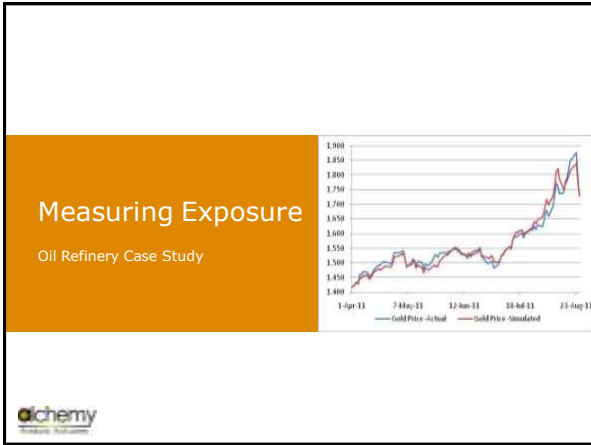 Measuring Exposure
Oil Refinery Case Study
1,900
1,850
1,800
1,750
1,700
1,650
1,600
1,550
1,500
1,450
1,400
1-Apr-11 7-May-11 12-Jun-11 18-Jul-11 23-Aug-11
Gold Price-Actual Gold Price-Simulated
alchemy